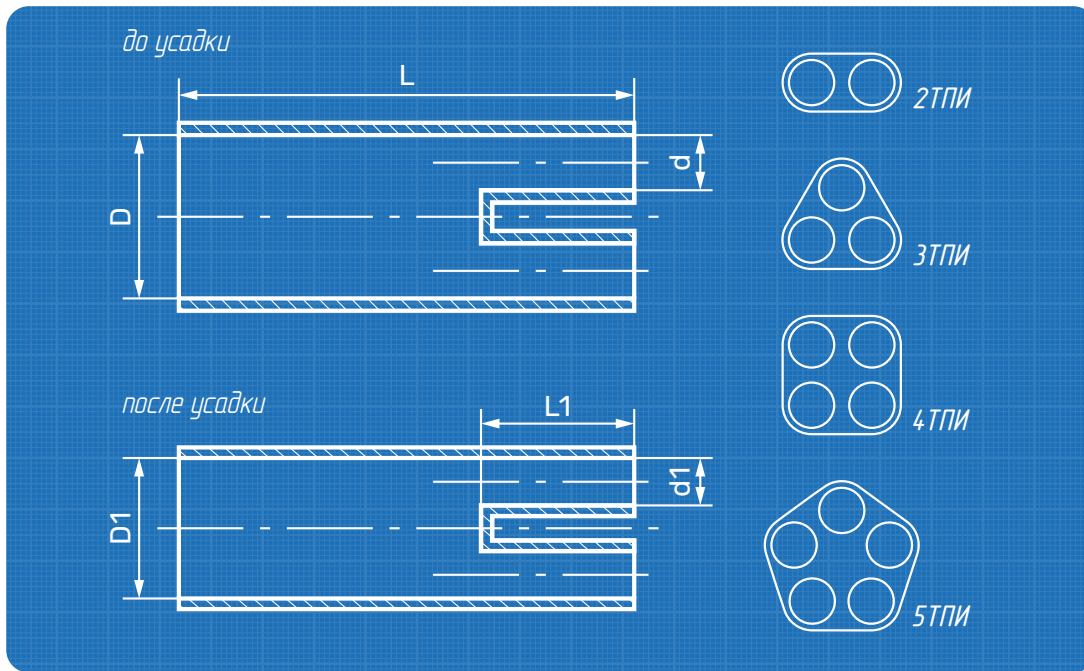 до усадки
L
D
d
после усадки
L1
D1
d1
2ТПИ
3ТПИ
4ТПИ
5ТПИ